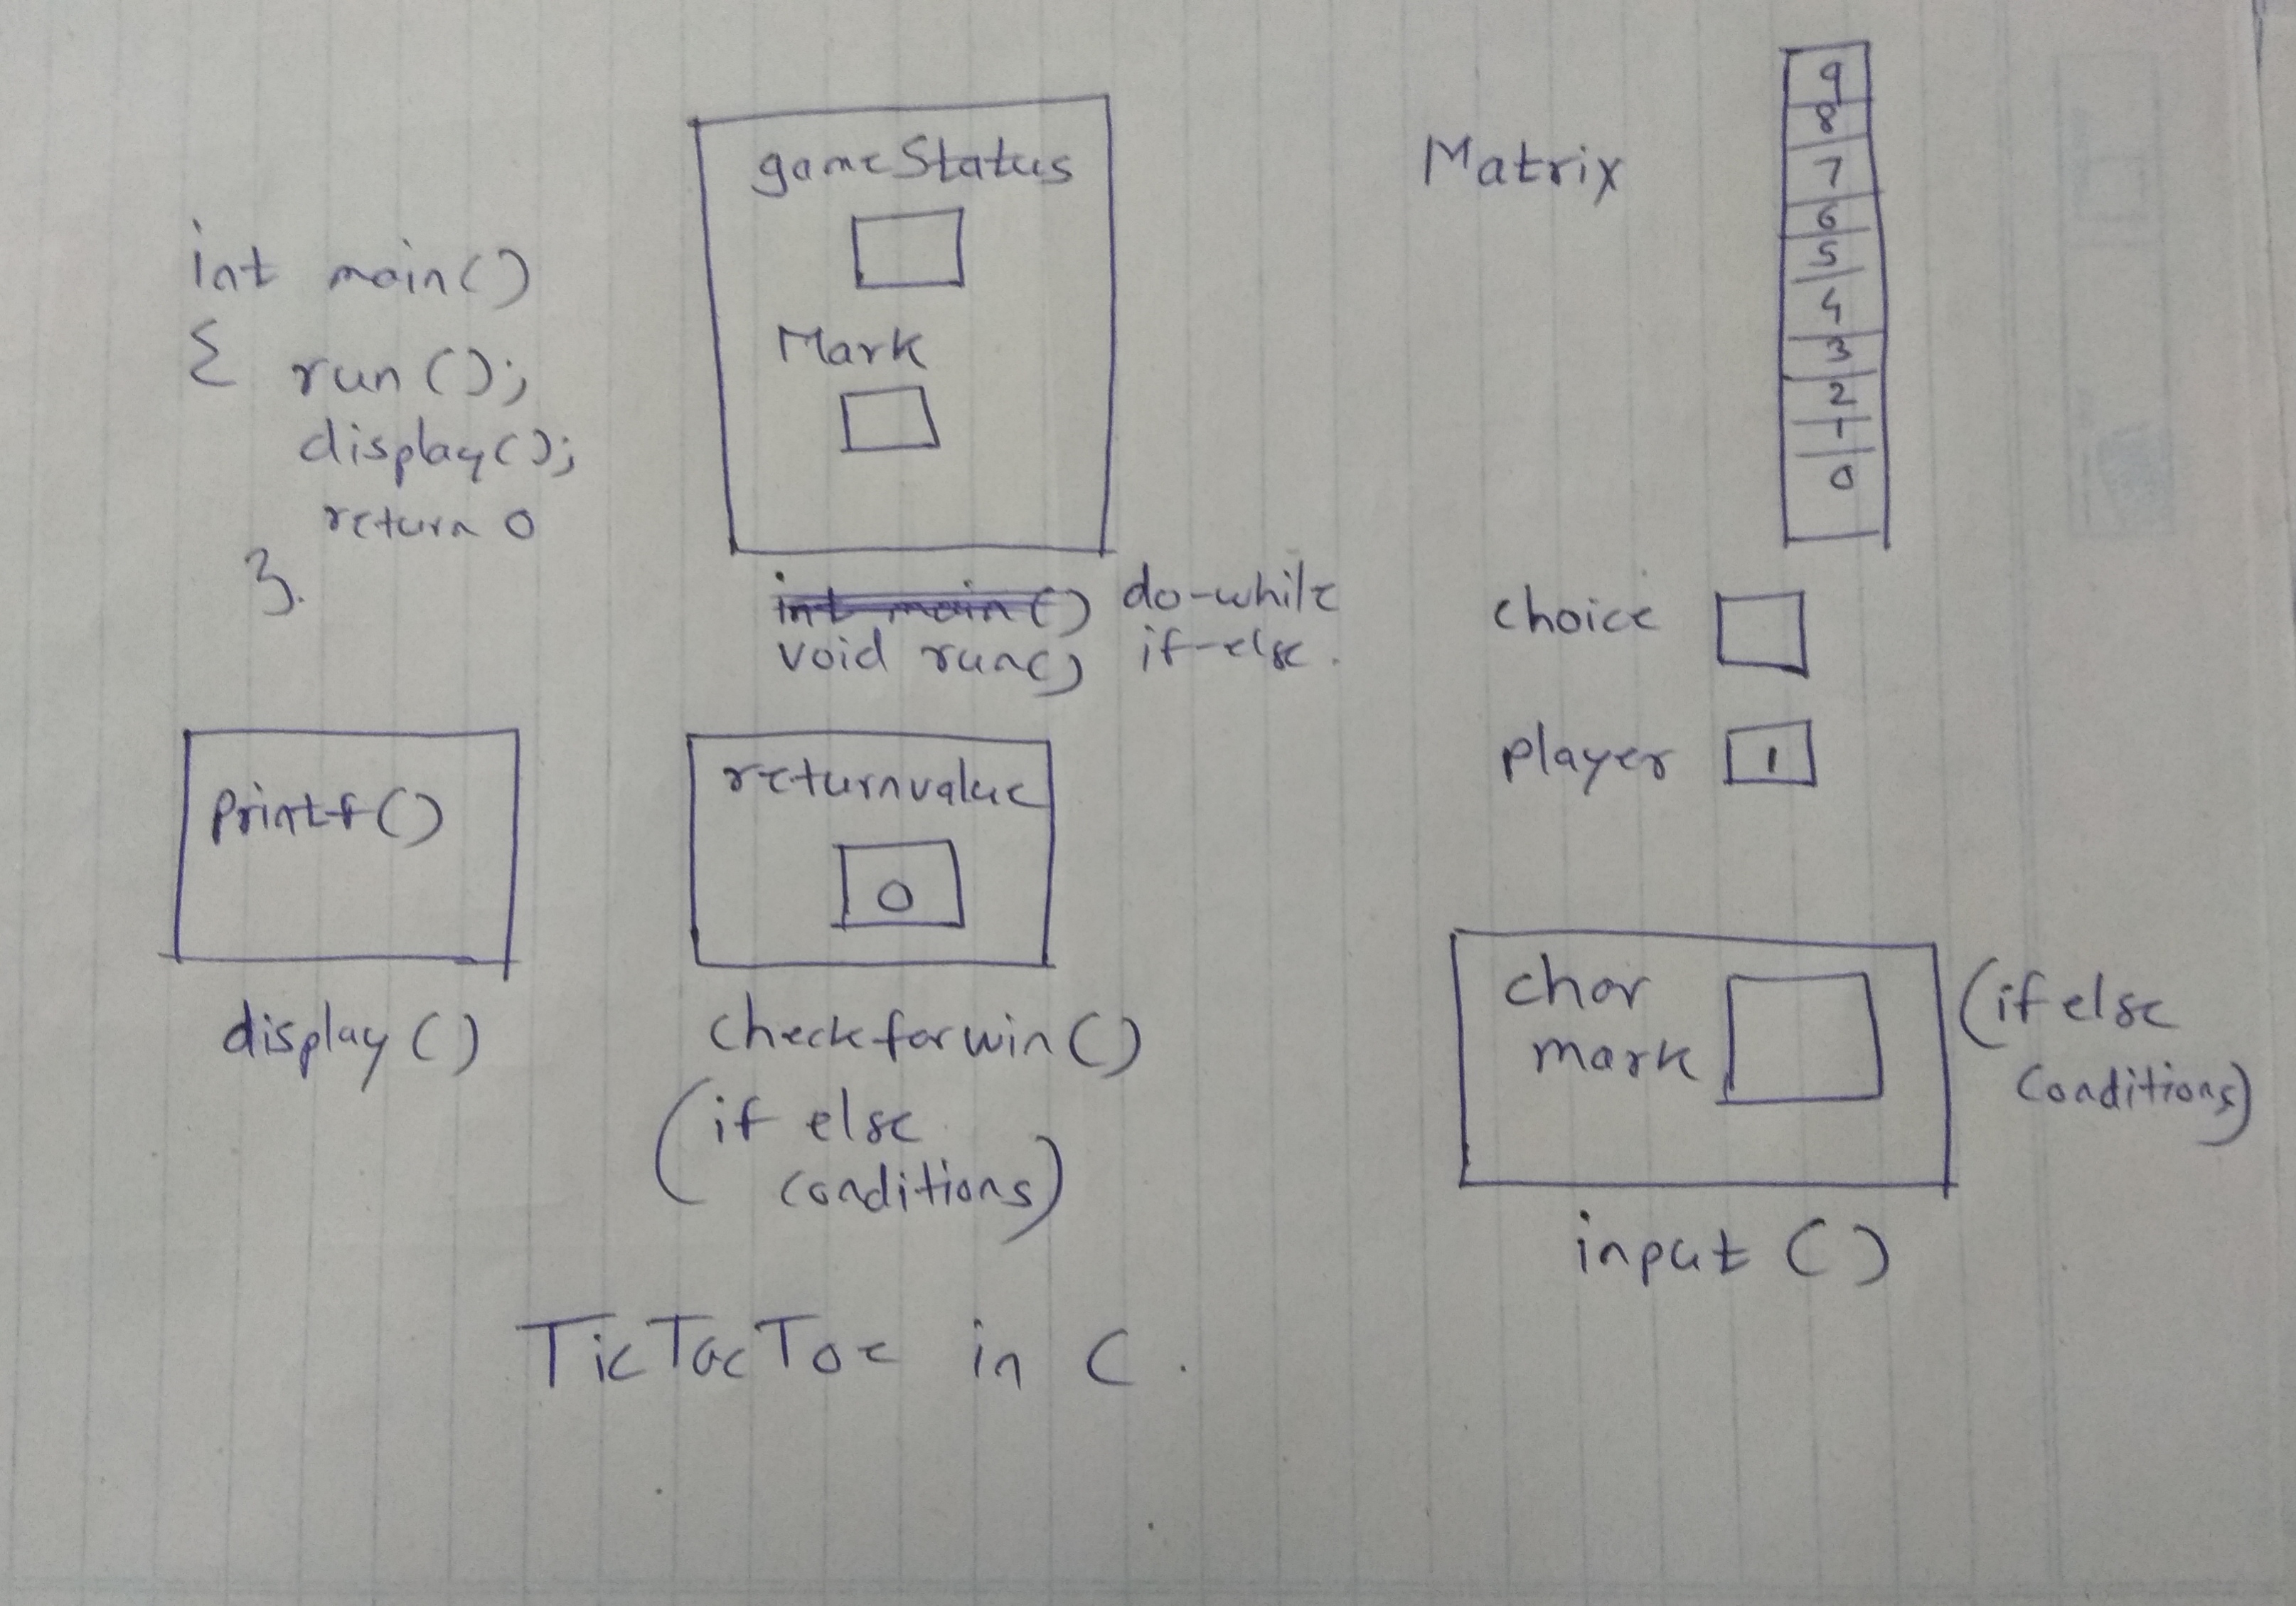 int main()
{ run();
display();
return 0
}.
gameStatus
Mark
int main() do-while
void run() if-else.
Matrix
9
8
7
6
5
4
3
2
1
0
choice
player 1
printf()
display()
returnvalue
0
checkforwin()
(if else
conditions)
char
mark
(if else
conditions)
input()
TicTacToe in C.